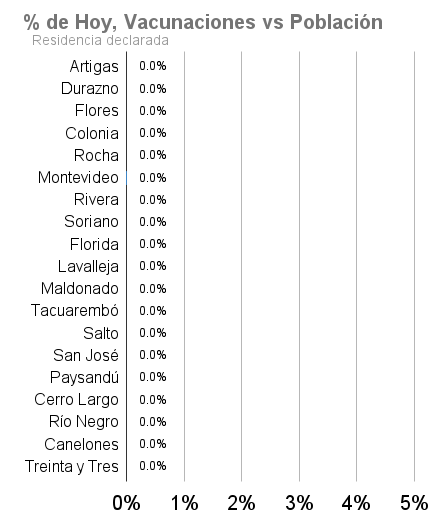 % de Hoy, Vacunaciones vs Población
Residencia declarada
Artigas 0.0%
Durazno 0.0%
Flores 0.0%
Colonia 0.0%
Rocha 0.0%
Montevideo 0.0%
Rivera 0.0%
Soriano 0.0%
Florida 0.0%
Lavalleja 0.0%
Maldonado 0.0%
Tacuarembó 0.0%
Salto 0.0%
San José 0.0%
Paysandú 0.0%
Cerro Largo 0.0%
Río Negro 0.0%
Canelones 0.0%
Treinta y Tres 0.0%
0% 1% 2% 3% 4% 5%